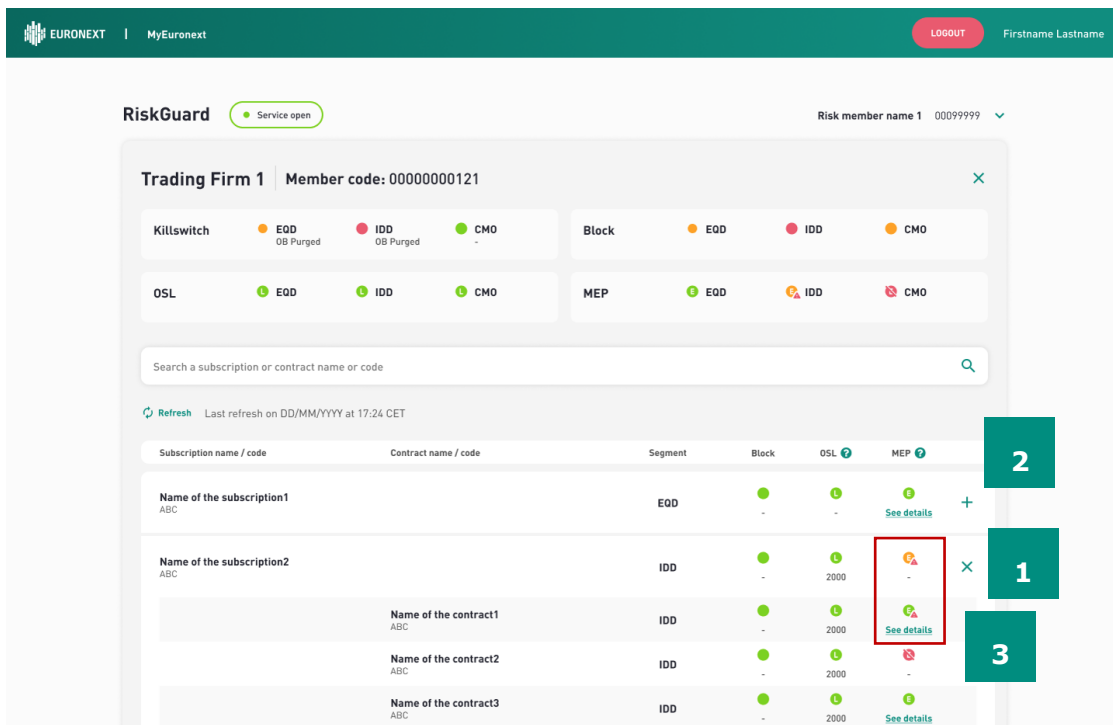 EURONEXT | MyEuronext LOGOUT Firstname Lastname
RiskGuard Service open Risk member name 1 00099999
Trading Firm 1 Member code: 00000000121
Killswitch EQD IDD CMO Block EQD IDD CMO
OB Purged OB Purged -
OSL L EQD L IDD L CMO MEP E EQD E IDD CMO
Search a subscription or contract name or code
Refresh Last refresh on DD/MM/YYYY at 17:24 CET
Subscription name / code Contract name / code Segment Block OSL ? MEP ?
2
Name of the subscription1 EQD L E
ABC - - See details
Name of the subscription2 IDD L E
ABC - 2000 -
1
Name of the contract1 IDD L E
ABC - 2000 See details
3
Name of the contract2 IDD L
ABC - 2000 -
Name of the contract3 IDD L E
ABC - 2000 See details